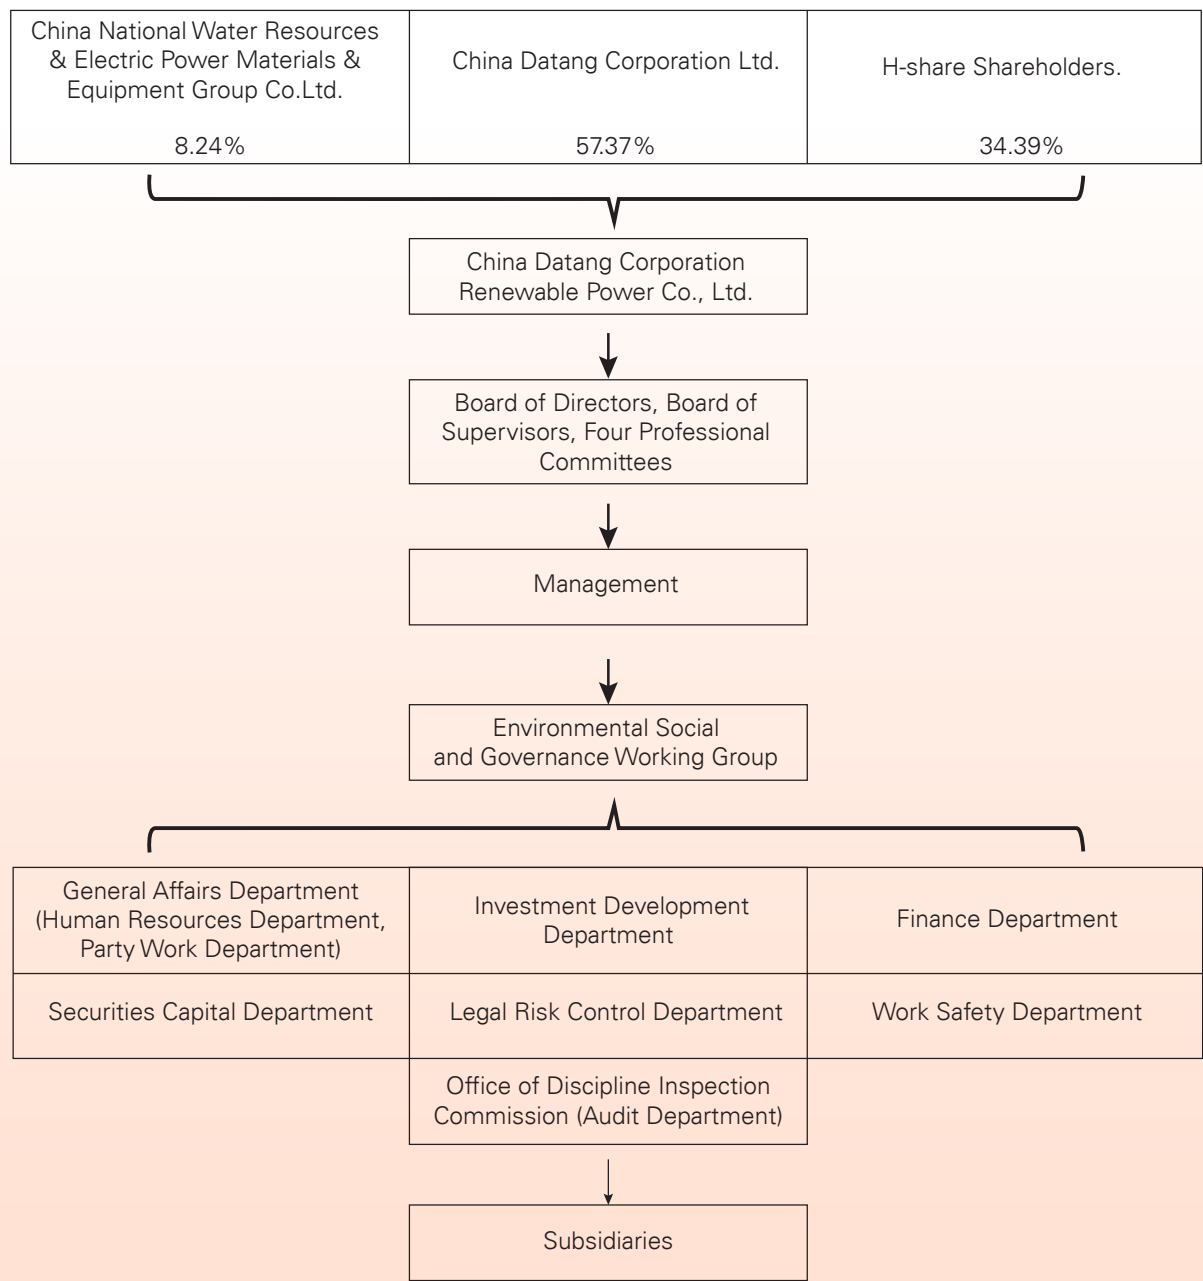 China National Water Resources
& Electric Power Materials &
Equipment Group Co.Ltd.
8.24%
China Datang Corporation Ltd.
57.37%
H-share Shareholders.
34.39%
China Datang Corporation
Renewable Power Co., Ltd.
Board of Directors, Board of
Supervisors, Four Professional
Committees
Management
Environmental Social
and Governance Working Group
General Affairs Department
(Human Resources Department,
Party Work Department)
Investment Development
Department
Finance Department
Securities Capital Department
Legal Risk Control Department
Work Safety Department
Office of Discipline Inspection
Commission (Audit Department)
Subsidiaries